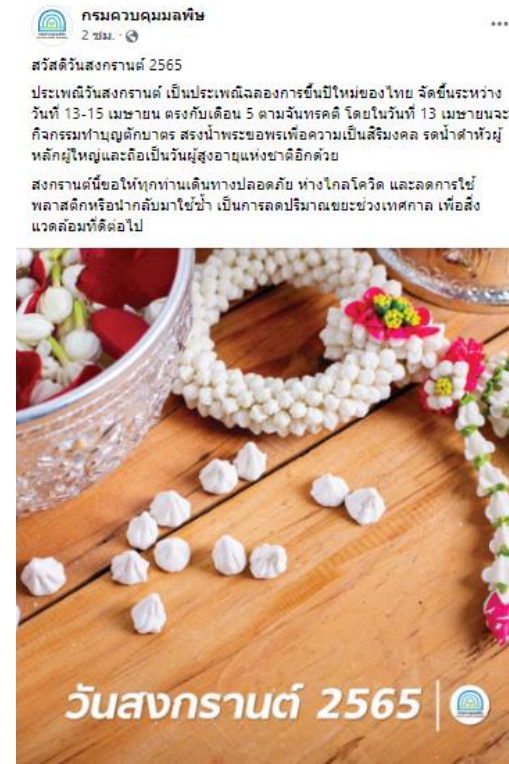 กรมควบคุมมลพิษ
2 ชม. ·
สวัสดีวันสงกรานต์ 2565
ประเพณีวันสงกรานต์ เป็นประเพณีฉลองการขึ้นปีใหม่ของไทย จัดขึ้นระหว่าง
วันที่ 13-15 เมษายน ตรงกับเดือน 5 ตามจันทรคติ โดยในวันที่ 13 เมษายนจะ
กิจกรรมทำบุญตักบาตร สรงน้ำพระขอพรเพื่อความเป็นสิริมงคล รดน้ำดำหัวผู้
หลักผู้ใหญ่และถือเป็นวันผู้สูงอายุแห่งชาติอีกด้วย
สงกรานต์นี้ขอให้ทุกท่านเดินทางปลอดภัย ห่างไกลโควิด และลดการใช้
พลาสติกหรือนำกลับมาใช้ซ้ำ เป็นการลดปริมาณขยะช่วงเทศกาล เพื่อสิ่ง
แวดล้อมที่ดีต่อไป
วันสงกรานต์ 2565